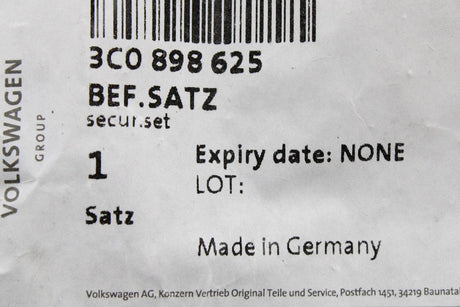 3C0 898 625
BEF.SATZ
secur.set
1
Satz
Expiry date: NONE
LOT:
Made in Germany
VOLKSWAGEN
GROUP
Volkswagen AG, Konzern Vertrieb Original Teile und Service, Postfach 1451, 34219 Baunata